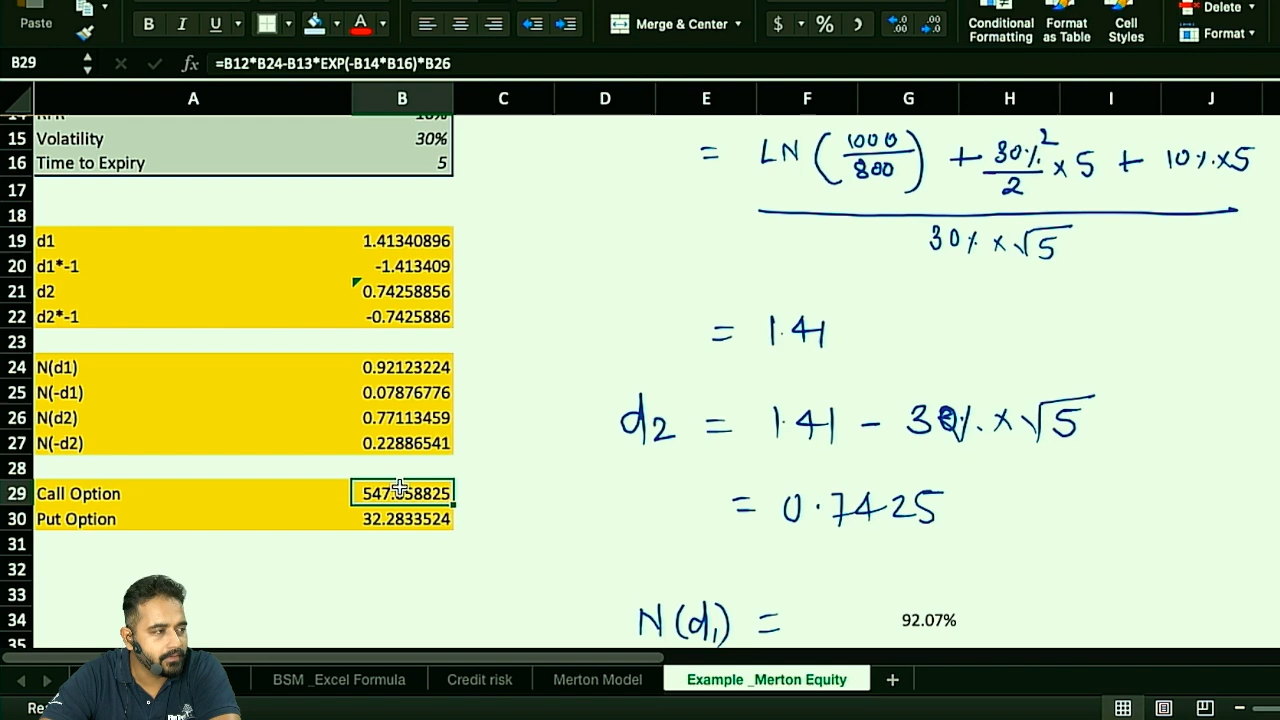 Paste
B I U A
Merge & Center
$ % )
Conditional Formatting
Format as Table
Cell Styles
Delete
Format
B29
fx =B12*B24-B13*EXP(-B14*B16)*B26
A B C D E F G H I J
15 Volatility 30%
16 Time to Expiry 5
17
18
19 d1 1.41340896
20 d1*-1 -1.413409
21 d2 0.74258856
22 d2*-1 -0.7425886
23
24 N(d1) 0.92123224
25 N(-d1) 0.07876776
26 N(d2) 0.77113459
27 N(-d2) 0.22886541
28
29 Call Option 547.058825
30 Put Option 32.2833524
31
32
33
34
35
= LN (1000/800) + 30%²/2 × 5 + 10% × 5
30% × √5
= 1.41
d2 = 1.41 - 30% × √5
= 0.7425
N(d1) = 92.07%
BSM _Excel Formula
Credit risk
Merton Model
Example _Merton Equity
+